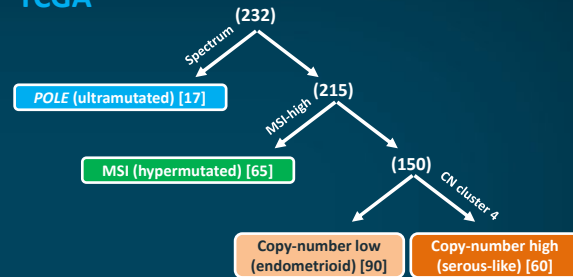 TCGA
(232)
Spectrum
POLE (ultramutated) [17]
(215)
MSI-high
MSI (hypermutated) [65]
(150)
CN cluster 4
Copy-number low
(endometrioid) [90]
Copy-number high
(serous-like) [60]